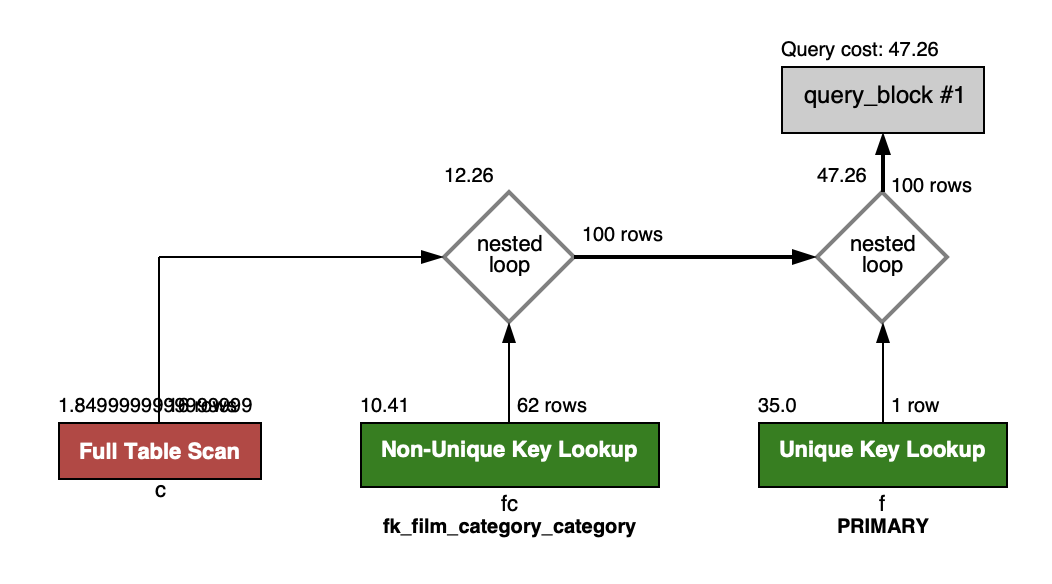 Query cost: 47.26
query_block #1
12.26
47.26
100 rows
nested
loop
100 rows
nested
loop
1.8499999999999999
16 rows
10.41
62 rows
35.0
1 row
Full Table Scan
Non-Unique Key Lookup
Unique Key Lookup
c
fc
f
fk_film_category_category
PRIMARY